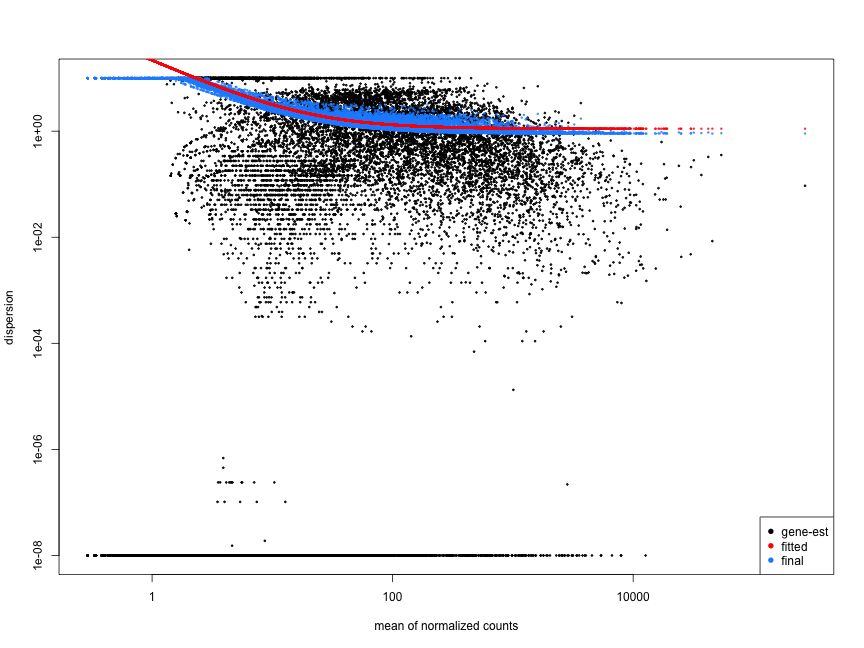 dispersion
1e+00
1e-02
1e-04
1e-06
1e-08
1
100
10000
mean of normalized counts
gene-est
fitted
final